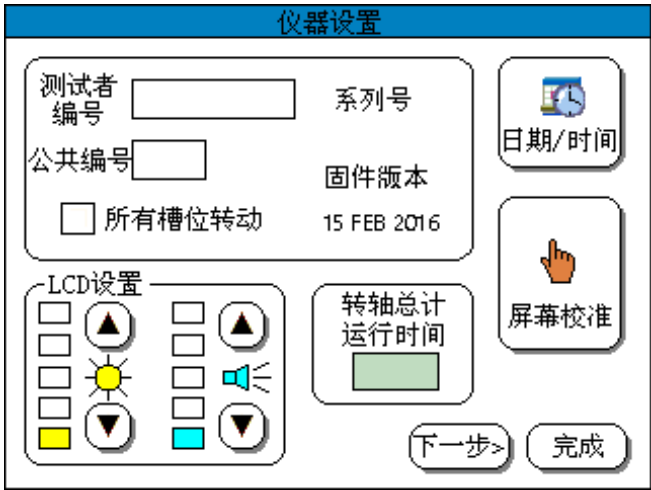 仪器设置
测试者
编号
系列号
日期/时间
公共编号
固件版本
所有槽位转动
15 FEB 2016
LCD设置
转轴总计
运行时间
屏幕校准
下一步>
完成